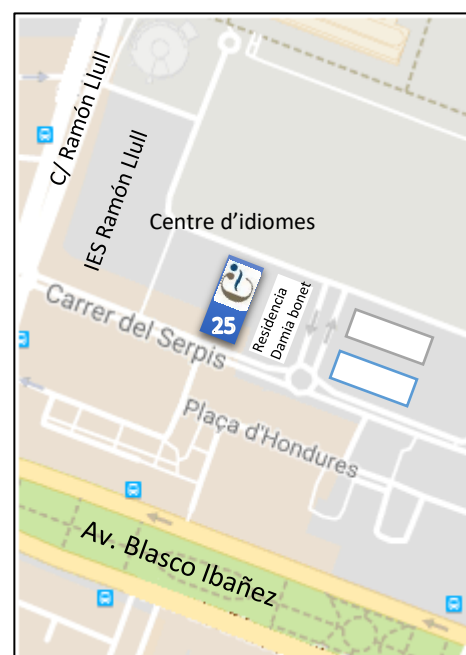 C/ Ramón Llull
IES Ramón Llull
Centre d'idiomes
25
Residencia
Damia bonet
Carrer del Serpis
Plaça d'Hondures
Av. Blasco Ibañez